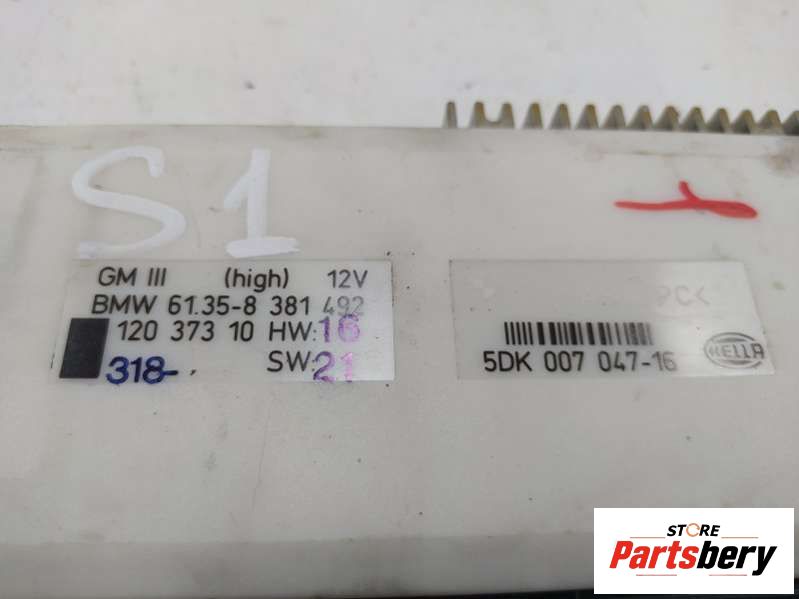 S1
GM III (high) 12V
BMW 61.35-8 381 492
120 373 10 HW:16
318-, SW:21
5DK 007 047-16
HELLA
STORE
Partsbery